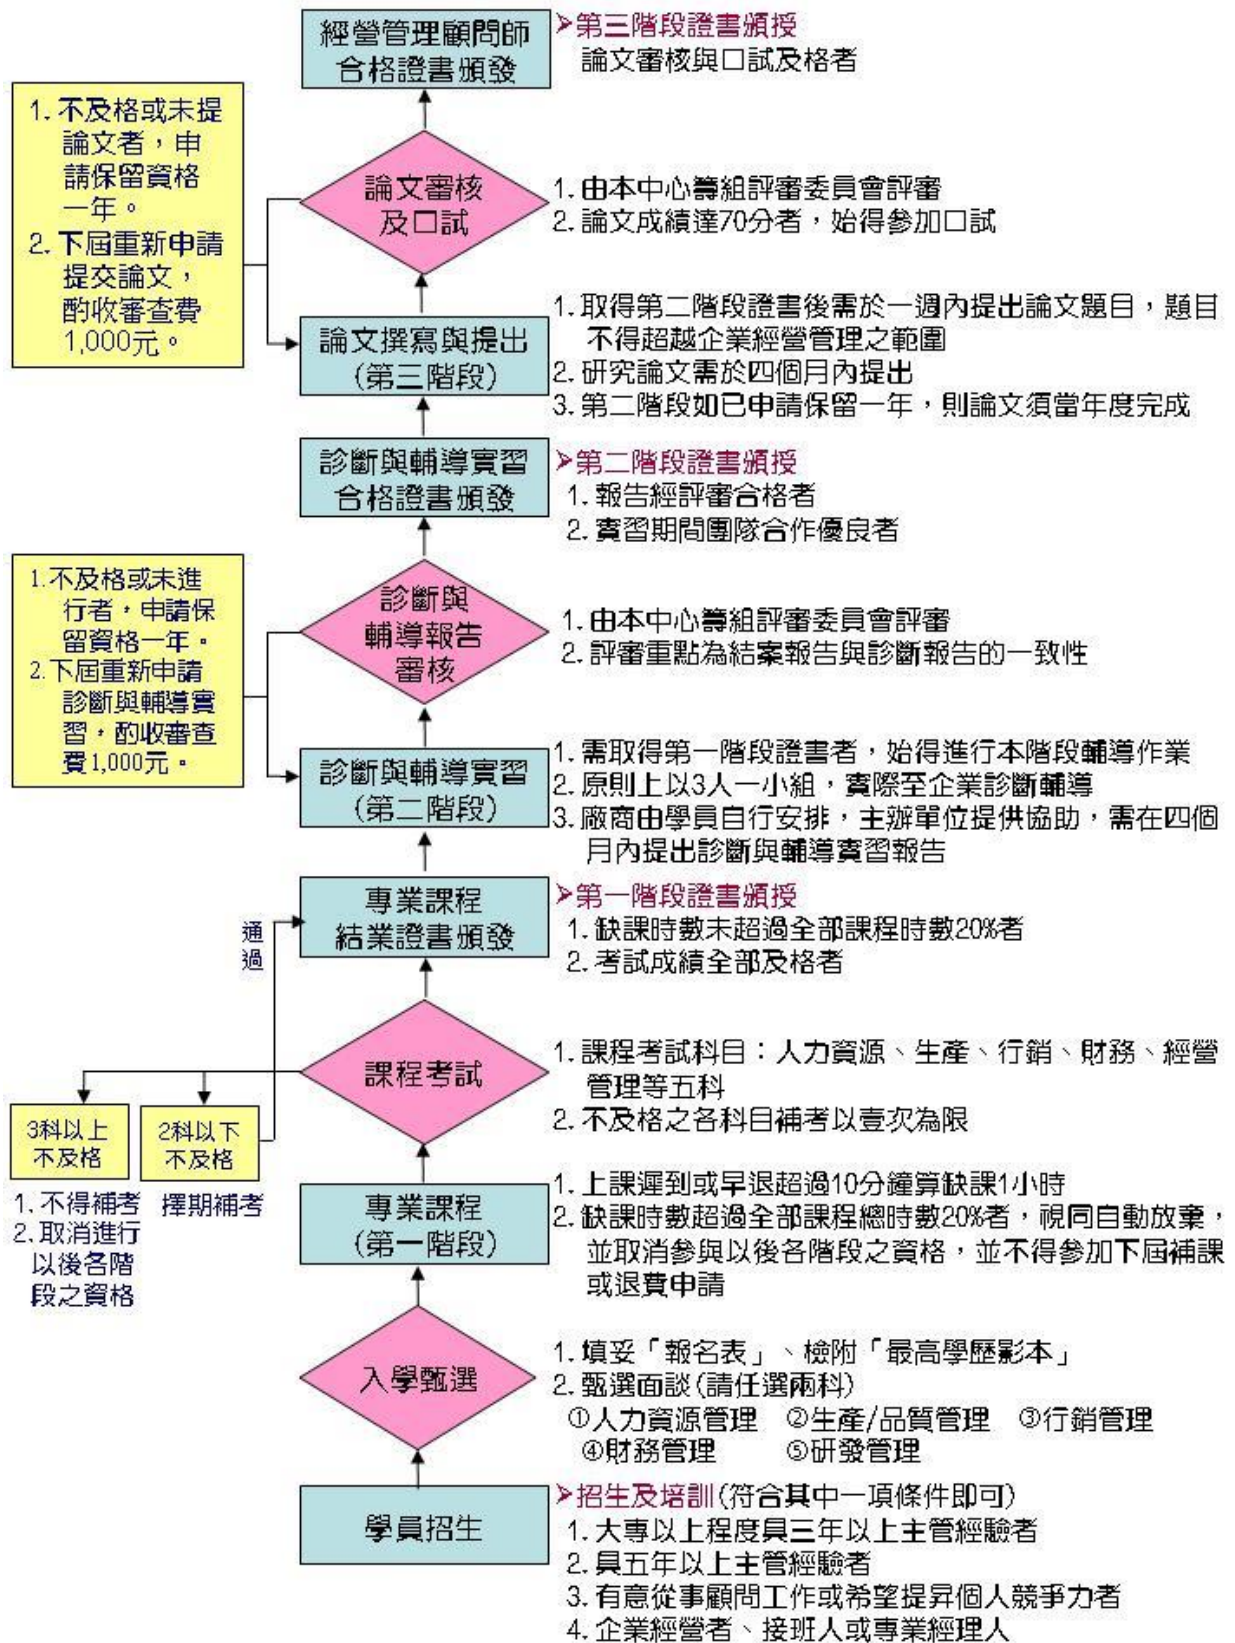 經營管理顧問師
合格證書頒發
➢第三階段證書頒授
論文審核與口試及格者
1. 不及格或未提
論文者，申
請保留資格
一年。
2. 下屆重新申請
提交論文，
酌收審查費
1,000元。
論文審核
及口試
1. 由本中心籌組評審委員會評審
2. 論文成績達70分者，始得參加口試
論文撰寫與提出
(第三階段)
1. 取得第二階段證書後需於一週內提出論文題目，題目
不得超越企業經營管理之範圍
2. 研究論文需於四個月內提出
3. 第二階段如已申請保留一年，則論文須當年度完成
診斷與輔導實習
合格證書頒發
➢第二階段證書頒授
1. 報告經評審合格者
2. 實習期間團隊合作優良者
1. 不及格或未進
行者，申請保
留資格一年。
2. 下屆重新申請
診斷與輔導實
習，酌收審查
費1,000元。
診斷與
輔導報告
審核
1. 由本中心籌組評審委員會評審
2. 評審重點為結案報告與診斷報告的一致性
診斷與輔導實習
(第二階段)
1. 需取得第一階段證書者，始得進行本階段輔導作業
2. 原則上以3人一小組，實際至企業診斷輔導
3. 廠商由學員自行安排，主辦單位提供協助，需在四個
月內提出診斷與輔導實習報告
專業課程
結業證書頒發
➢第一階段證書頒授
1. 缺課時數未超過全部課程時數20%者
2. 考試成績全部及格者
通過
課程考試
1. 課程考試科目：人力資源、生產、行銷、財務、經營
管理等五科
2. 不及格之各科目補考以壹次為限
3科以上
不及格
2科以下
不及格
1. 不得補考
2. 取消進行
以後各階
段之資格
擇期補考
專業課程
(第一階段)
1. 上課遲到或早退超過10分鐘算缺課1小時
2. 缺課時數超過全部課程總時數20%者，視同自動放棄，
並取消參與以後各階段之資格，並不得參加下屆補課
或退費申請
入學甄選
1. 填妥「報名表」、檢附「最高學歷影本」
2. 甄選面談(請任選兩科)
①人力資源管理 ②生產/品質管理 ③行銷管理
④財務管理 ⑤研發管理
學員招生
➢招生及培訓(符合其中一項條件即可)
1. 大專以上程度具三年以上主管經驗者
2. 具五年以上主管經驗者
3. 有意從事顧問工作或希望提昇個人競爭力者
4. 企業經營者、接班人或專業經理人